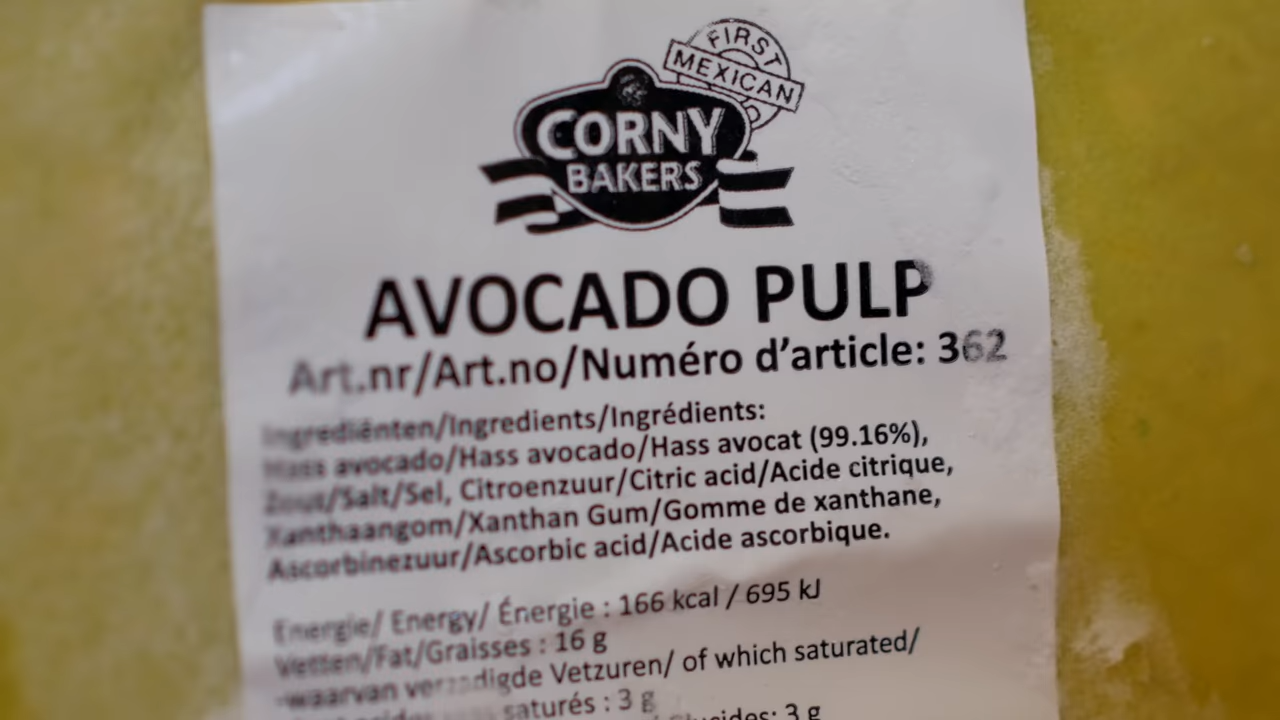 FIRST
MEXICAN
CORNY
BAKERS
AVOCADO PULP
Art.nr/Art.no/Numéro d'article: 362
Ingrediënten/Ingredients/Ingrédients:
Hass avocado/Hass avocado/Hass avocat (99.16%),
Zout/Salt/Sel, Citroenzuur/Citric acid/Acide citrique,
Xanthaangom/Xanthan Gum/Gomme de xanthane,
Ascorbinezuur/Ascorbic acid/Acide ascorbique.
Energie/ Energy/ Énergie : 166 kcal / 695 kJ
Vetten/Fat/Graisses : 16 g
-waarvan verzadigde Vetzuren/ of which saturated/
saturés : 3 g
: 3 g